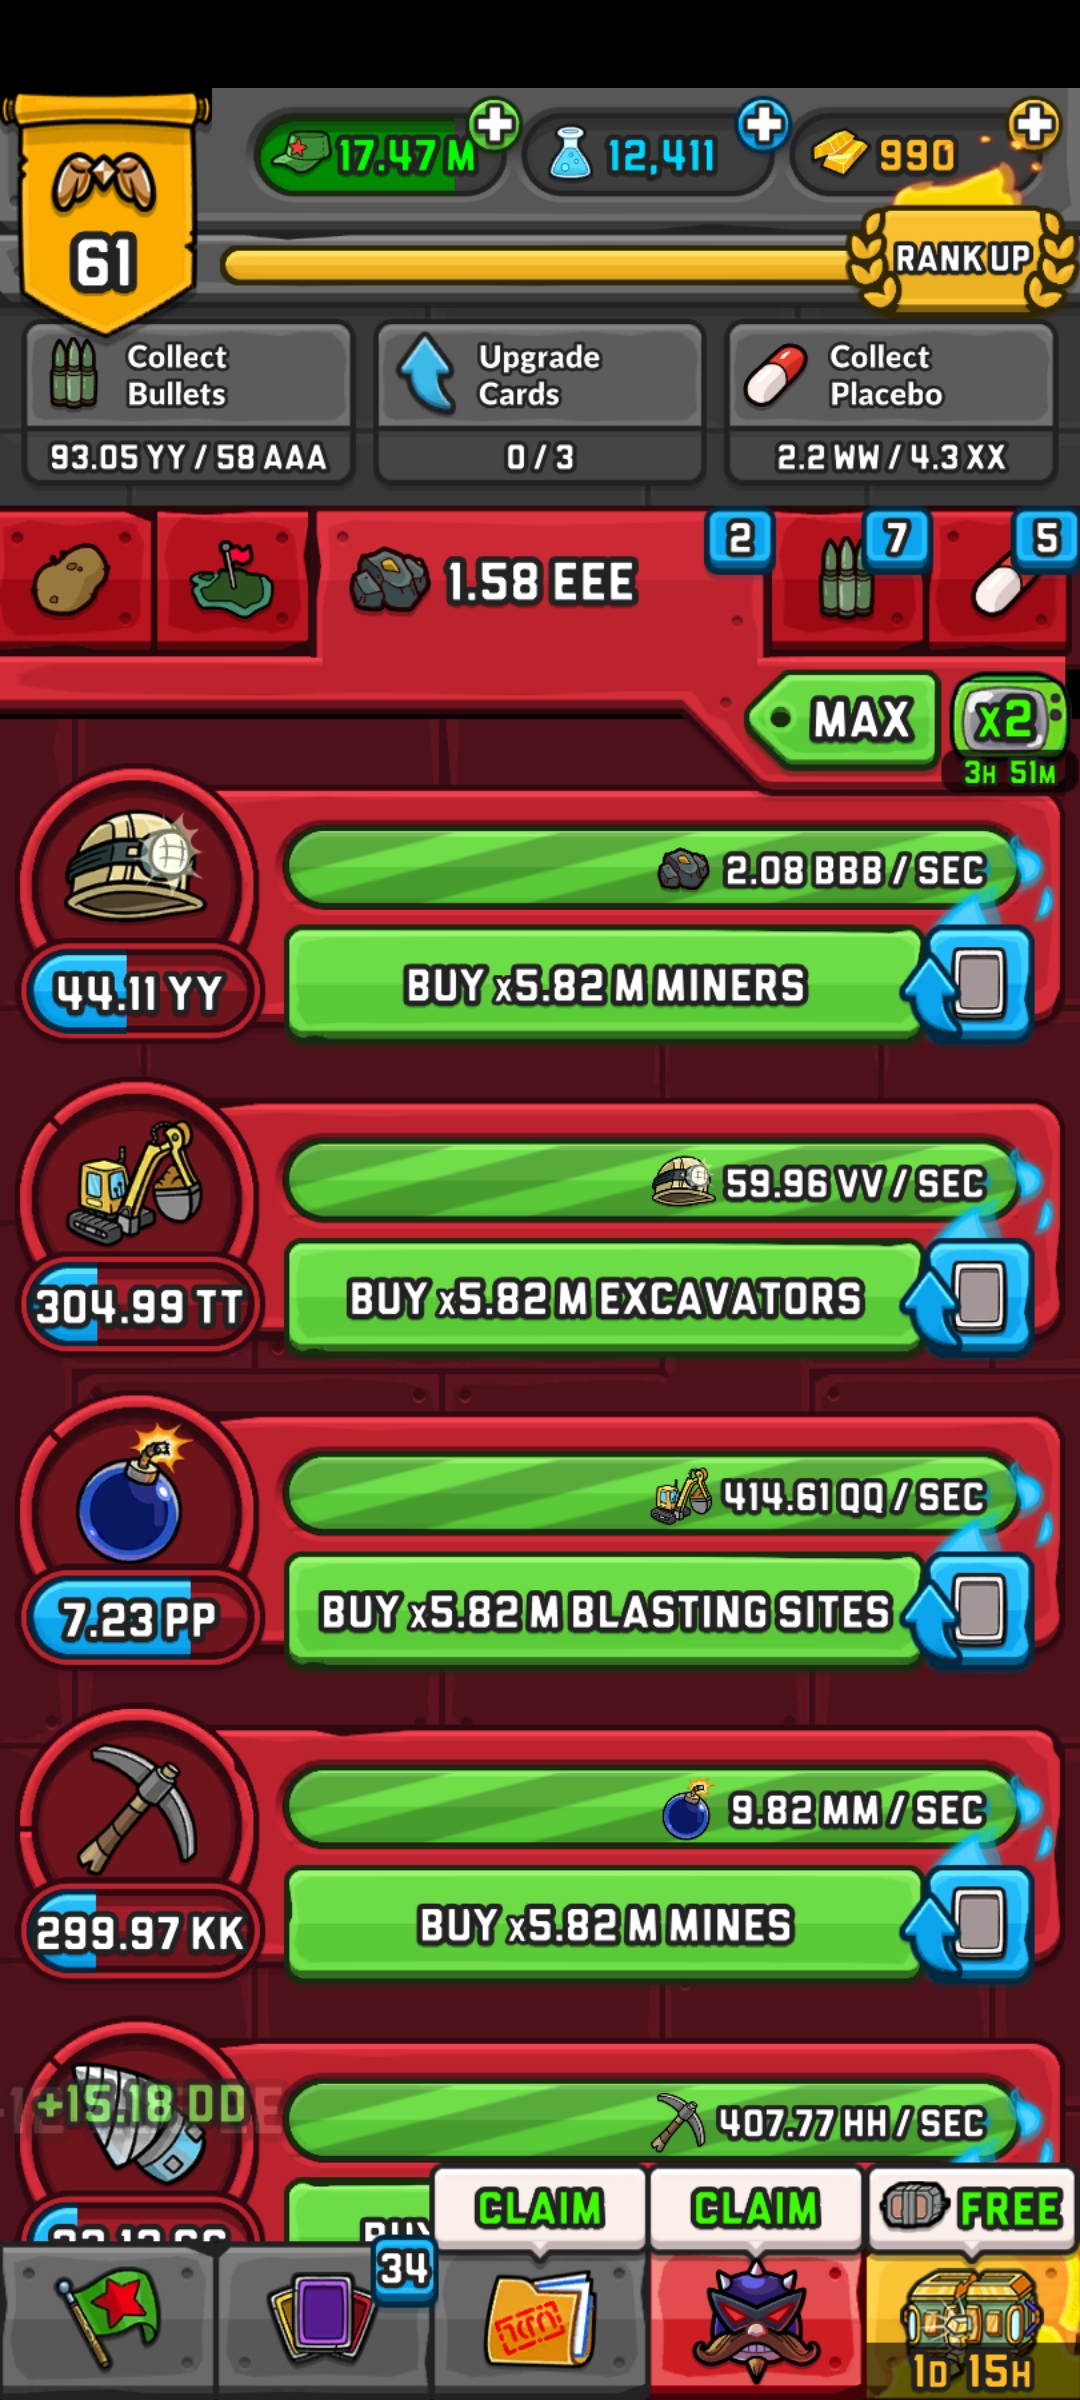 17.47 M
12,411
990
61
RANK UP
Collect
Bullets
93.05 YY / 58 AAA
Upgrade
Cards
0 / 3
Collect
Placebo
2.2 WW / 4.3 XX
1.58 EEE
2
7
5
MAX
x2
3H 51M
2.08 BBB / SEC
44.11 YY
BUY x5.82 M MINERS
59.96 VV / SEC
304.99 TT
BUY x5.82 M EXCAVATORS
414.61 QQ / SEC
7.23 PP
BUY x5.82 M BLASTING SITES
9.82 MM / SEC
299.97 KK
BUY x5.82 M MINES
+15.18 DD
407.77 HH / SEC
BUY
CLAIM
CLAIM
FREE
34
1D 15H